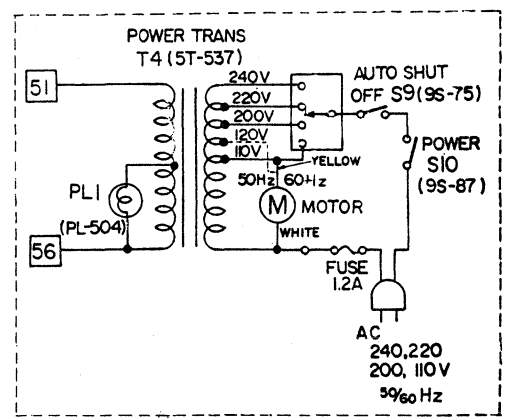 POWER TRANS
T4 (5T-537)
51
240V
220V
200V
120V
110V
AUTO SHUT
OFF S9 (9S-75)
POWER
S10
(9S-87)
YELLOW
50Hz 60Hz
PL1
(PL-504)
M MOTOR
WHITE
56
FUSE
1.2A
AC
240,220
200, 110V
50/60 Hz